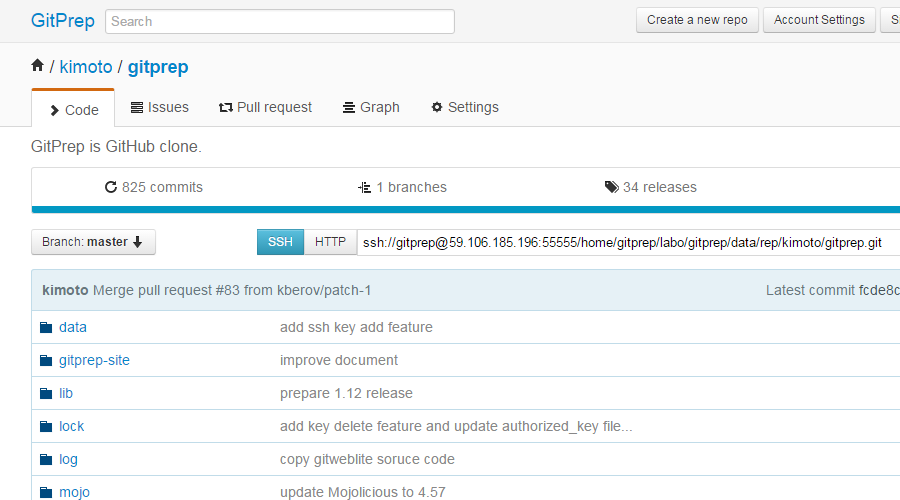 GitPrep Search Create a new repo Account Settings
/ kimoto / gitprep
Code Issues Pull request Graph Settings
GitPrep is GitHub clone.
825 commits 1 branches 34 releases
Branch: master SSH HTTP ssh://gitprep@59.106.185.196:55555/home/gitprep/labo/gitprep/data/rep/kimoto/gitprep.git
kimoto Merge pull request #83 from kberov/patch-1 Latest commit fcde8c
data add ssh key add feature
gitprep-site improve document
lib prepare 1.12 release
lock add key delete feature and update authorized_key file...
log copy gitweblite soruce code
mojo update Mojolicious to 4.57